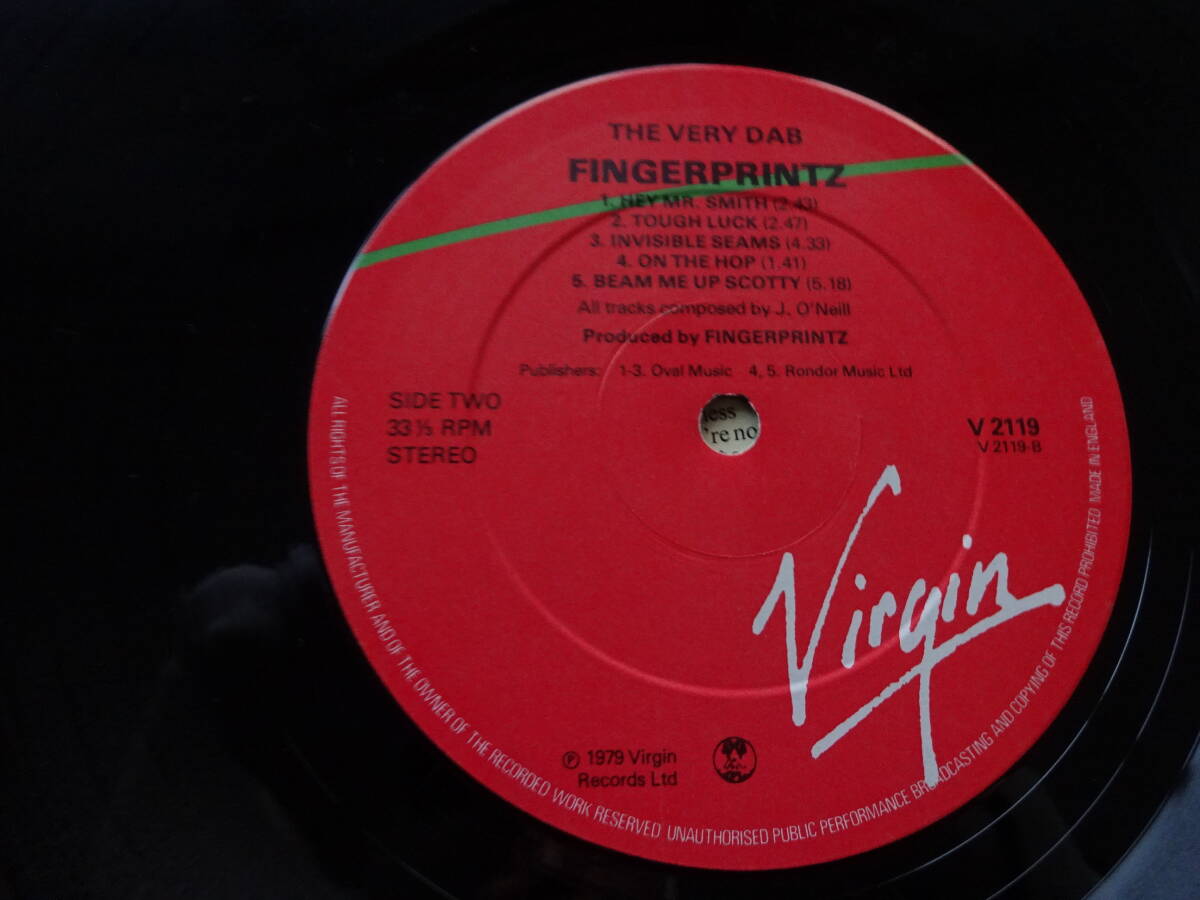 THE VERY DAB
FINGERPRINTZ
1. HEY MR. SMITH (2.43)
2. TOUGH LUCK (2.47)
3. INVISIBLE SEAMS (4.33)
4. ON THE HOP (1.41)
5. BEAM ME UP SCOTTY (5.18)
All tracks composed by J. O'Neill
Produced by FINGERPRINTZ
Publishers: 1-3. Oval Music 4, 5. Rondor Music Ltd
SIDE TWO
33⅓ RPM
STEREO
less
're no
V 2119
V 2119-B
Virgin
℗ 1979 Virgin
Records Ltd
ALL RIGHTS OF THE MANUFACTURER AND OF THE OWNER OF THE RECORDED WORK RESERVED UNAUTHORISED PUBLIC PERFORMANCE BROADCASTING AND COPYING OF THIS RECORD PROHIBITED MADE IN ENGLAND